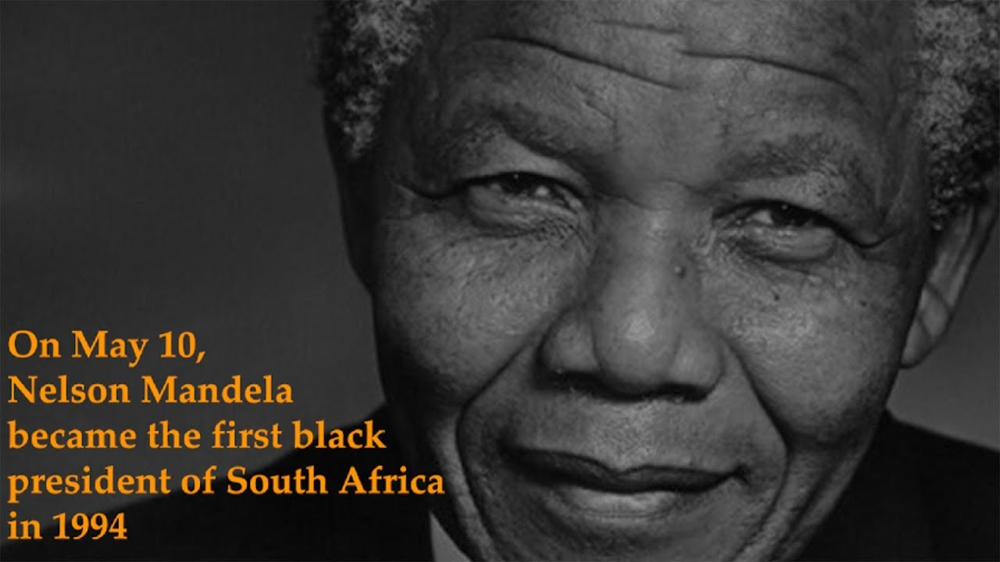 On May 10,
Nelson Mandela
became the first black
president of South Africa
in 1994